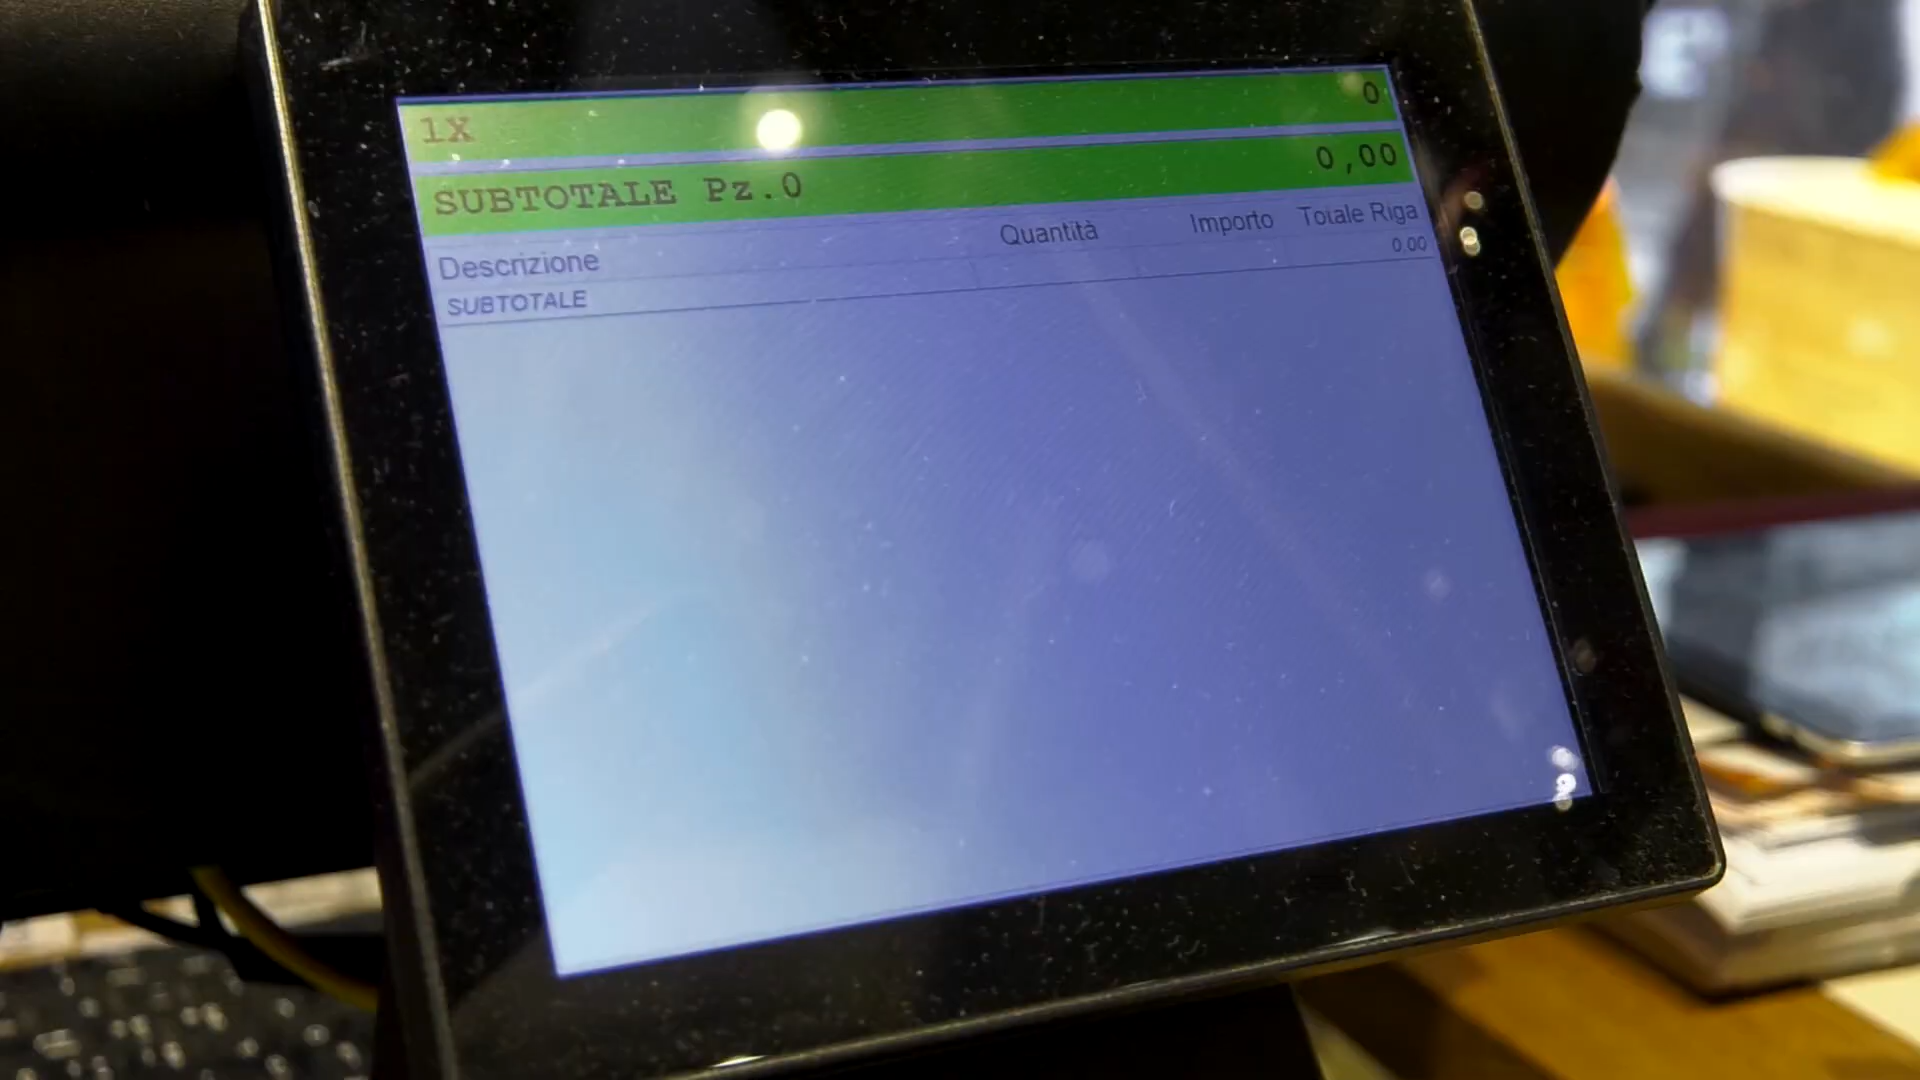 1X 0
SUBTOTALE Pz.0 0,00
Descrizione Quantità Importo Totale Riga
SUBTOTALE 0,00